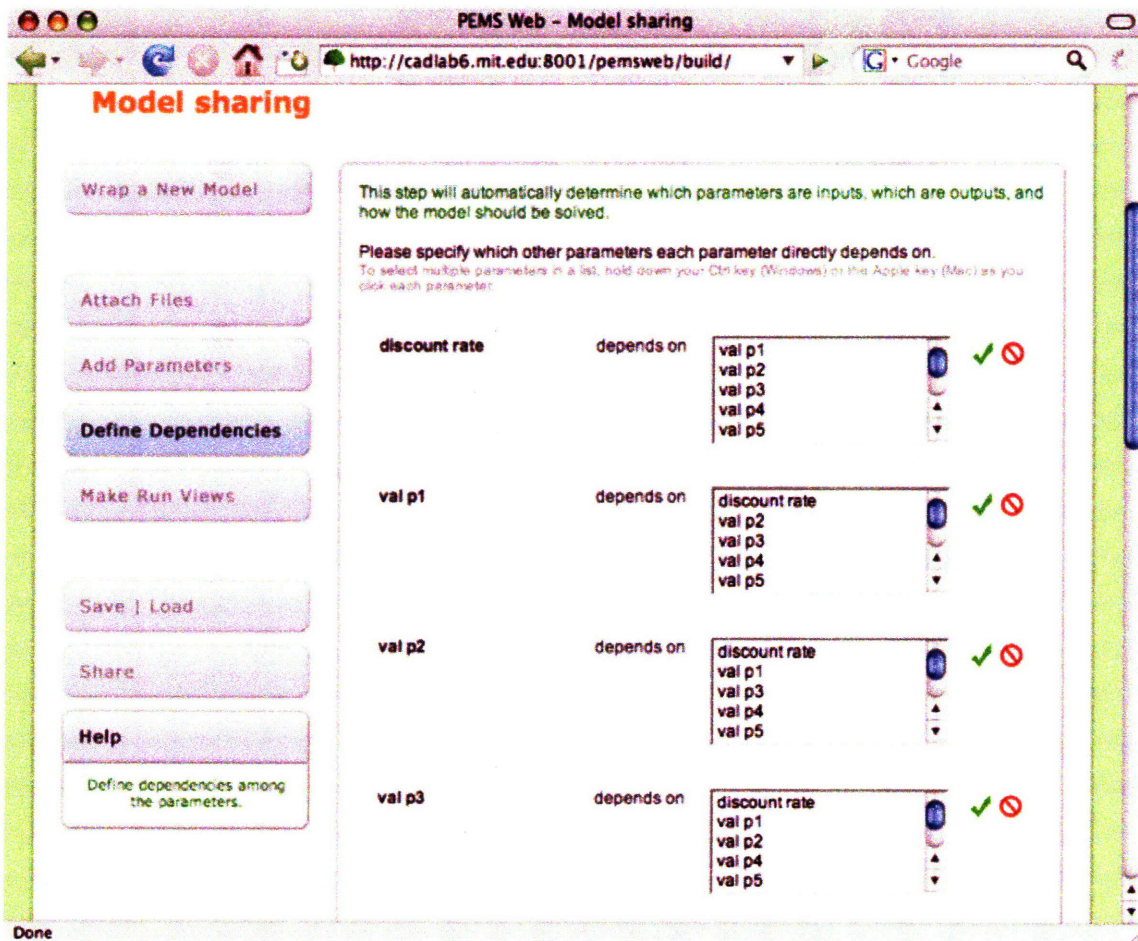 PEMS Web – Model sharing
http://cadlab6.mit.edu:8001/pemsweb/build/
G
Google
Model sharing
Wrap a New Model
Attach Files
Add Parameters
Define Dependencies
Make Run Views
Save | Load
Share
Help
Define dependencies among
the parameters.
This step will automatically determine which parameters are inputs, which are outputs, and
how the model should be solved.
Please specify which other parameters each parameter directly depends on.
To select multiple parameters in a list, hold down your Ctrl key (Windows) or the Apple key (Mac) as you
click each parameter.
discount rate
depends on
val p1
val p2
val p3
val p4
val p5
val p1
depends on
discount rate
val p2
val p3
val p4
val p5
val p2
depends on
discount rate
val p1
val p3
val p4
val p5
val p3
depends on
discount rate
val p1
val p2
val p4
val p5
Done